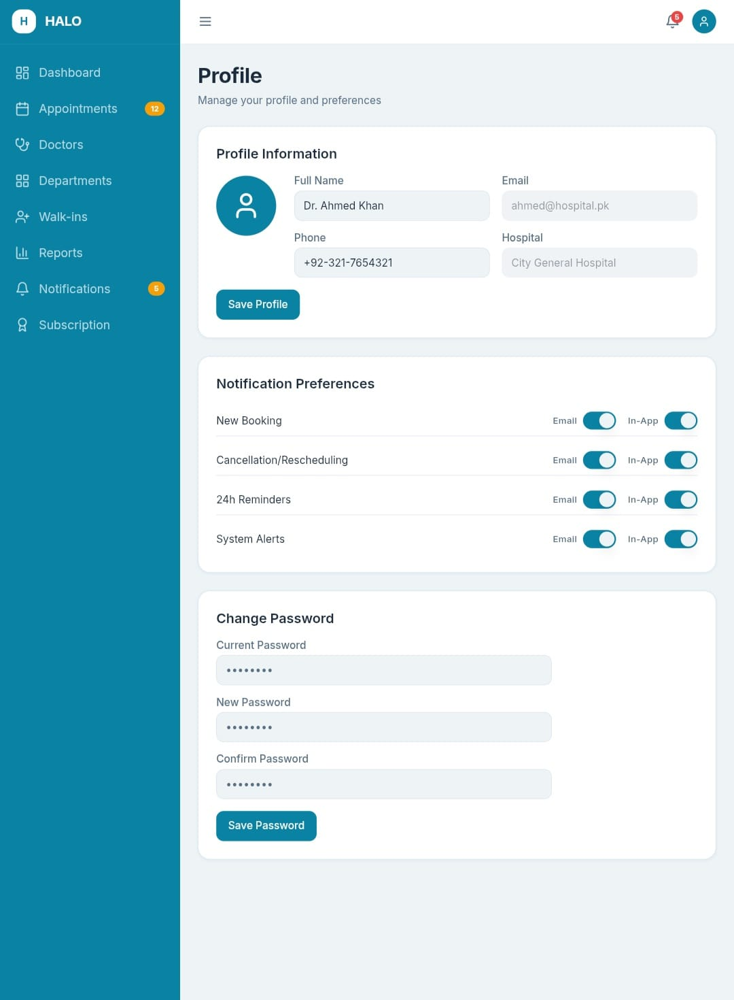 H HALO
5
Dashboard
Appointments 12
Doctors
Departments
Walk-ins
Reports
Notifications 5
Subscription
Profile
Manage your profile and preferences
Profile Information
Full Name Email
Dr. Ahmed Khan ahmed@hospital.pk
Phone Hospital
+92-321-7654321 City General Hospital
Save Profile
Notification Preferences
New Booking Email In-App
Cancellation/Rescheduling Email In-App
24h Reminders Email In-App
System Alerts Email In-App
Change Password
Current Password
••••••••
New Password
••••••••
Confirm Password
••••••••
Save Password